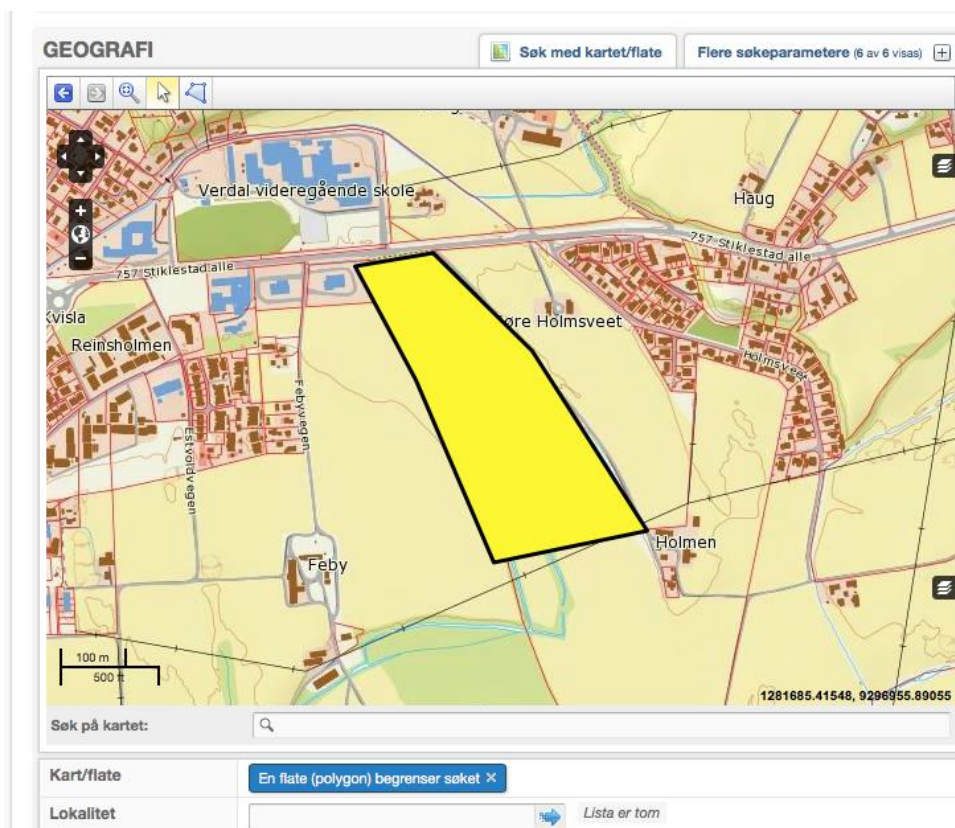 GEOGRAFI
Søk med kartet/flate
Flere søkeparametere (6 av 6 visas)
Verdal videregående skole
Haug
757 Stiklestad alle
757 Stiklestad alle
Kvisla
øre Holmsveet
Reinsholmen
Holmsveet
Febyvegen
Estvoldvegen
Holmen
Feby
100 m
500 ft
1281685.41548, 9296955.89055
Søk på kartet:
Kart/flate
En flate (polygon) begrenser søket ×
Lokalitet
Lista er tom